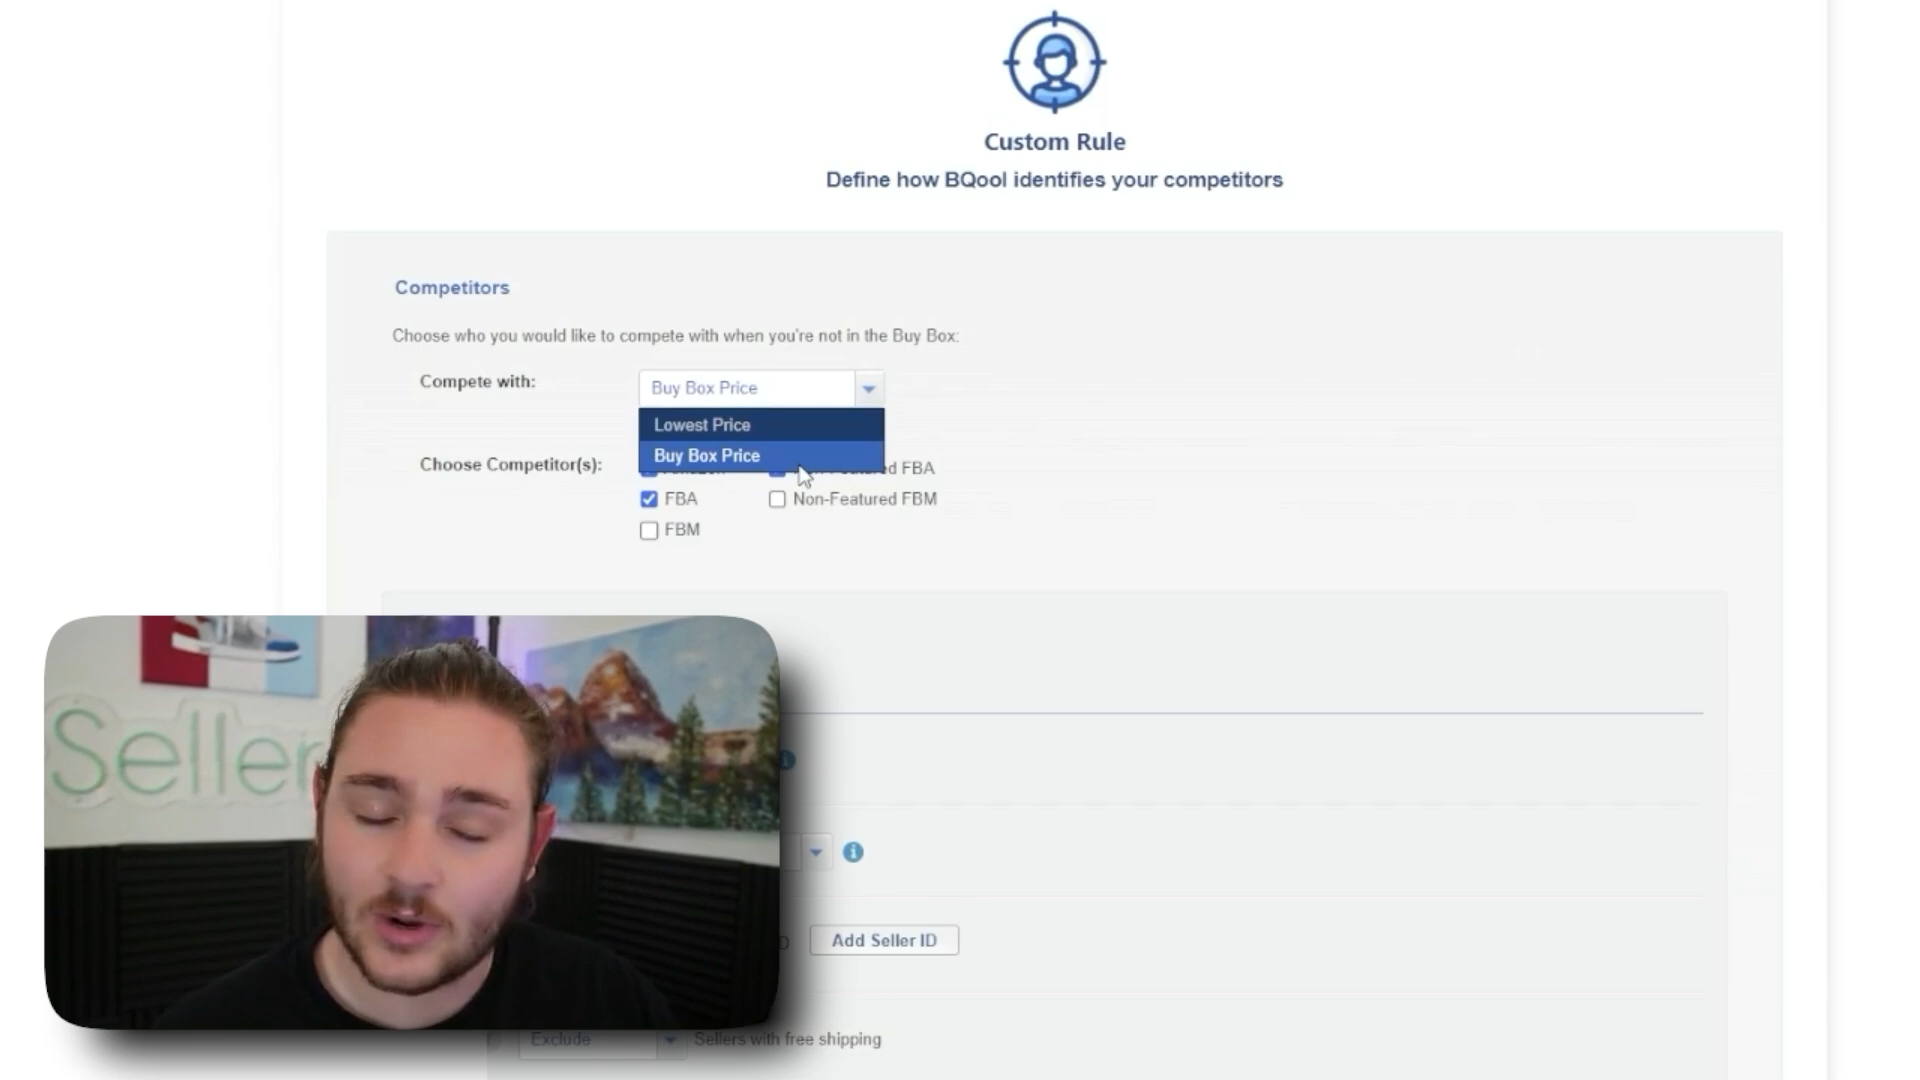 Custom Rule
Define how BQool identifies your competitors
Competitors
Choose who you would like to compete with when you're not in the Buy Box:
Compete with:
Buy Box Price
Lowest Price
Buy Box Price
Choose Competitor(s):
FBA
FBA
Non-Featured FBM
FBM
Seller
Add Seller ID
Exclude
Sellers with free shipping